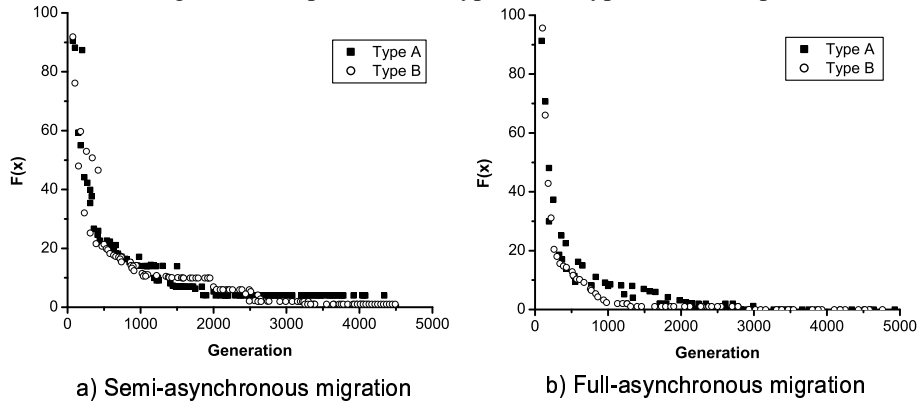 100
80
60
40
20
0
F(x)
Type A
Type B
0 1000 2000 3000 4000 5000
Generation
a) Semi-asynchronous migration
100
80
60
40
20
0
F(x)
Type A
Type B
0 1000 2000 3000 4000 5000
Generation
b) Full-asynchronous migration